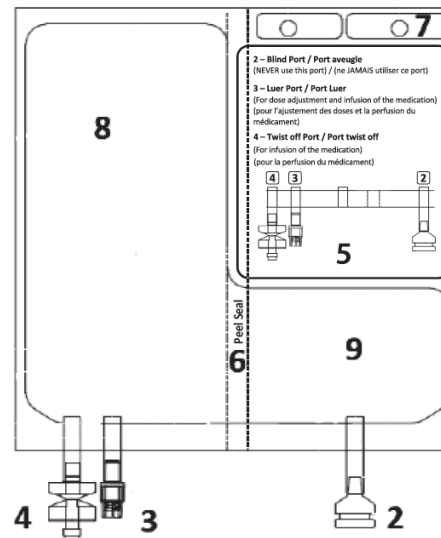 7
2 – Blind Port / Port aveugle
(NEVER use this port) / (ne JAMAIS utiliser ce port)
3 – Luer Port / Port Luer
(For dose adjustment and infusion of the medication)
(pour l'ajustement des doses et la perfusion du
médicament)
4 – Twist off Port / Port twist off
(For infusion of the medication)
(pour la perfusion du médicament)
4 3 2
5
8
6 Peel Seal
9
4 3 2